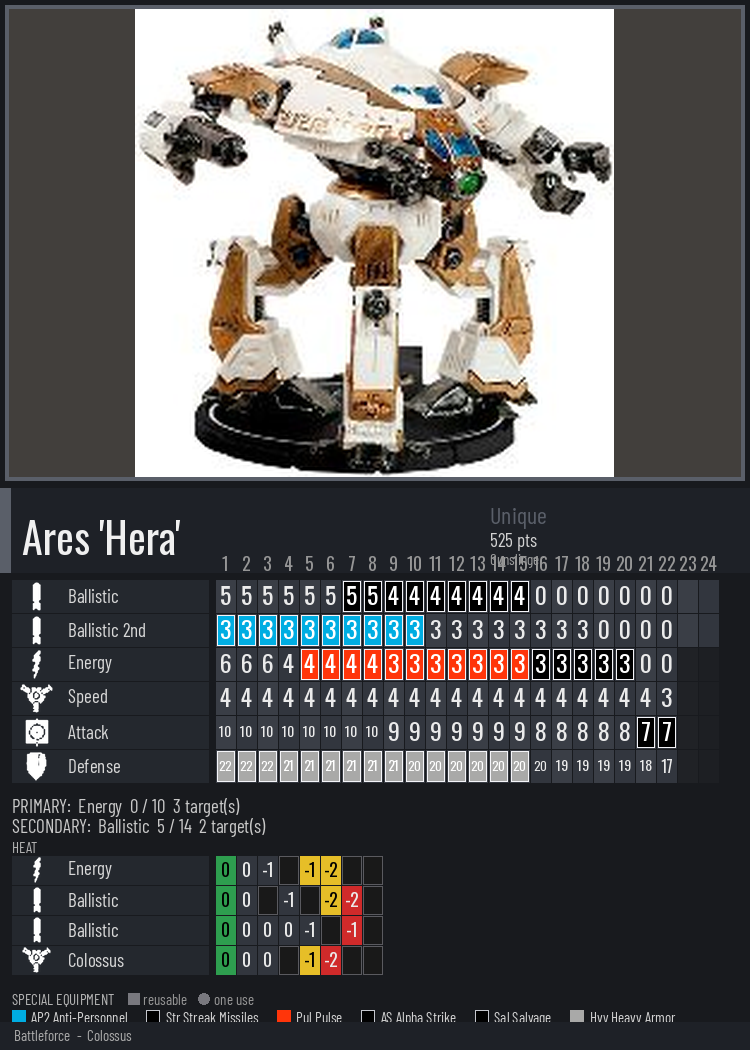 Ares 'Hera'
Unique
525 pts
1 2 3 4 5 6 7 8 9 10 11 12 13 14 15 16 17 18 19 20 21 22 23 24
Ballistic 5 5 5 5 5 5 5 5 4 4 4 4 4 4 4 0 0 0 0 0 0 0
Ballistic 2nd 3 3 3 3 3 3 3 3 3 3 3 3 3 3 3 3 3 3 0 0 0 0
Energy 6 6 6 4 4 4 4 4 3 3 3 3 3 3 3 3 3 3 3 3 0 0
Speed 4 4 4 4 4 4 4 4 4 4 4 4 4 4 4 4 4 4 4 4 4 3
Attack 10 10 10 10 10 10 10 10 9 9 9 9 9 9 9 8 8 8 8 8 7 7
Defense 22 22 22 21 21 21 21 21 21 20 20 20 20 20 20 20 19 19 19 19 18 17
PRIMARY: Energy 0 / 10 3 target(s)
SECONDARY: Ballistic 5 / 14 2 target(s)
HEAT
Energy 0 0 -1 -1 -2
Ballistic 0 0 -1 -2 -2
Ballistic 0 0 0 0 -1 -1
Colossus 0 0 0 -1 -2
SPECIAL EQUIPMENT reusable one use
AP2 Anti-Personnel Str Streak Missiles Pul Pulse AS Alpha Strike Sal Salvage Hvy Heavy Armor
Battleforce - Colossus